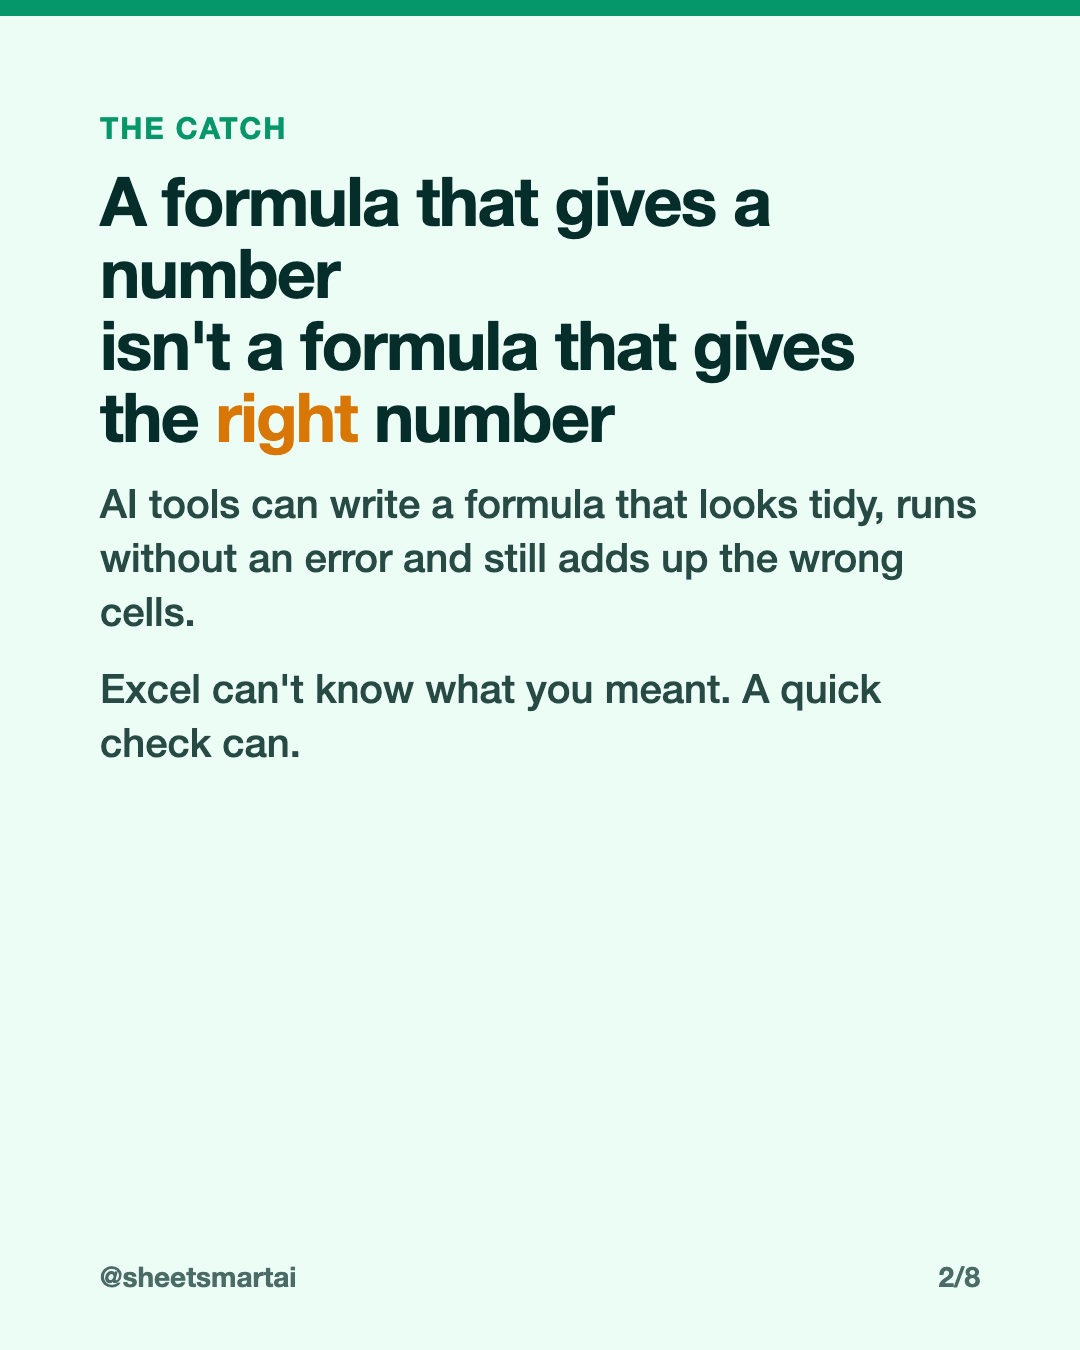 THE CATCH
A formula that gives a
number
isn't a formula that gives
the right number
AI tools can write a formula that looks tidy, runs
without an error and still adds up the wrong
cells.
Excel can't know what you meant. A quick
check can.
@sheetsmartai
2/8